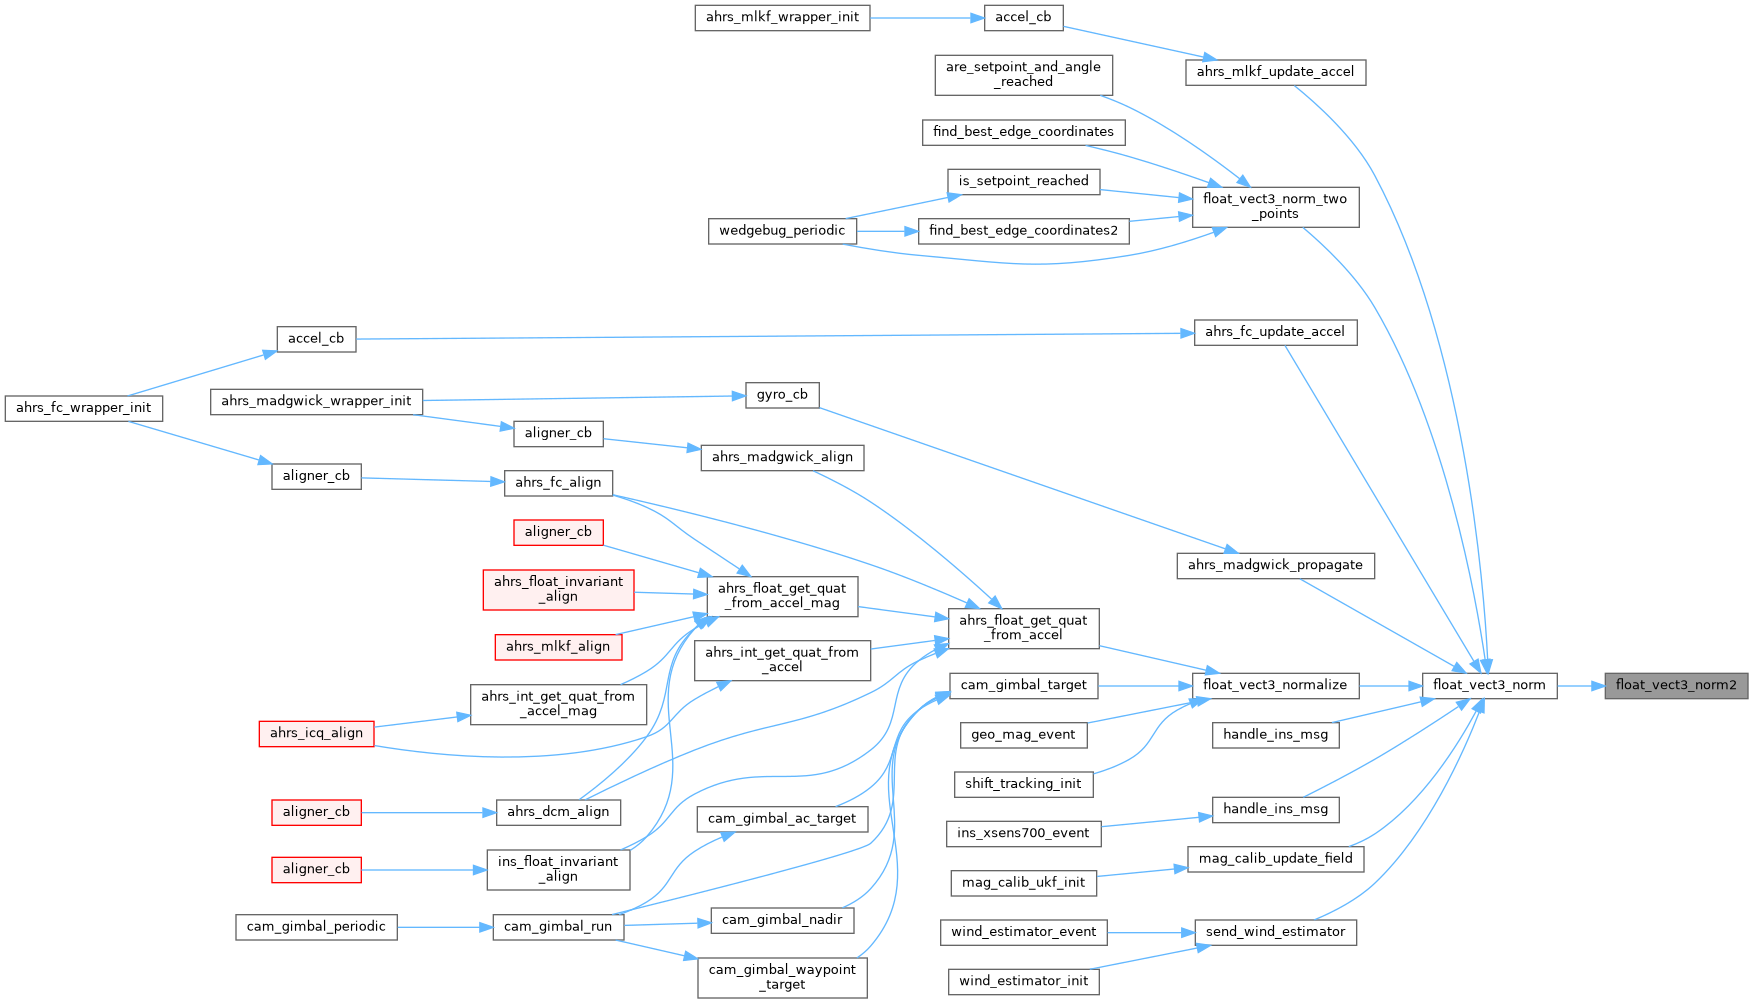 ahrs_mlkf_wrapper_init
accel_cb
are_setpoint_and_angle
_reached
ahrs_mlkf_update_accel
find_best_edge_coordinates
is_setpoint_reached
float_vect3_norm_two
_points
wedgebug_periodic
find_best_edge_coordinates2
accel_cb
ahrs_fc_update_accel
ahrs_fc_wrapper_init
ahrs_madgwick_wrapper_init
gyro_cb
aligner_cb
ahrs_madgwick_align
aligner_cb
ahrs_fc_align
aligner_cb
ahrs_madgwick_propagate
ahrs_float_invariant
_align
ahrs_float_get_quat
_from_accel_mag
ahrs_float_get_quat
_from_accel
ahrs_mlkf_align
ahrs_int_get_quat_from
_accel
ahrs_int_get_quat_from
_accel_mag
cam_gimbal_target
float_vect3_normalize
float_vect3_norm
float_vect3_norm2
ahrs_icq_align
geo_mag_event
handle_ins_msg
shift_tracking_init
aligner_cb
ahrs_dcm_align
cam_gimbal_ac_target
handle_ins_msg
ins_xsens700_event
aligner_cb
ins_float_invariant
_align
mag_calib_update_field
mag_calib_ukf_init
cam_gimbal_periodic
cam_gimbal_run
cam_gimbal_nadir
wind_estimator_event
send_wind_estimator
cam_gimbal_waypoint
_target
wind_estimator_init